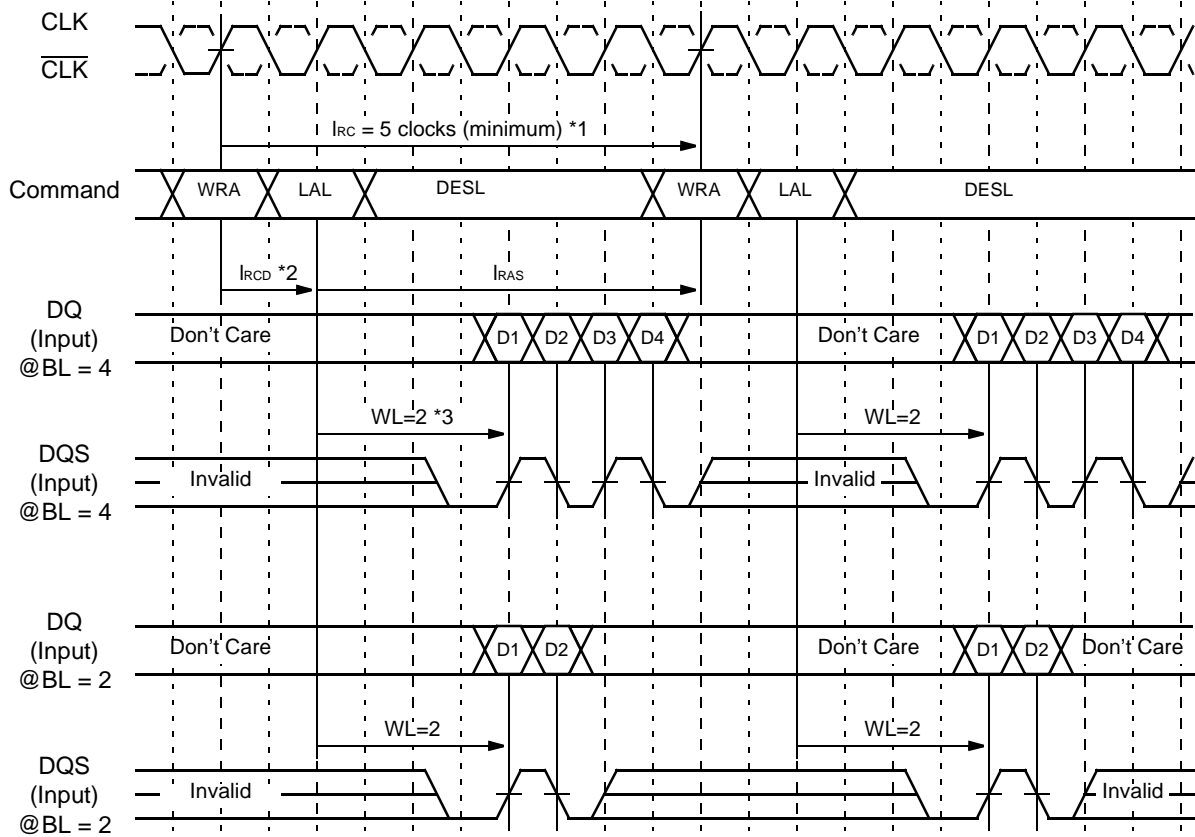 CLK
CLK
IRC = 5 clocks (minimum) *1
Command WRA LAL DESL WRA LAL DESL
IRCD *2 IRAS
DQ
(Input)
@BL = 4
Don't Care D1 D2 D3 D4 Don't Care D1 D2 D3 D4
WL=2 *3 WL=2
DQS
(Input)
@BL = 4
Invalid Invalid
DQ
(Input)
@BL = 2
Don't Care D1 D2 Don't Care D1 D2 Don't Care
WL=2 WL=2
DQS
(Input)
@BL = 2
Invalid Invalid